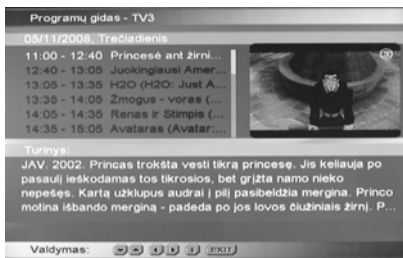 Programų gidas - TV3
05/11/2008, Trečiadienis
11:00 - 12:40 Princesė ant žirni...
12:40 - 13:05 Juokingiausi Amer...
13:05 - 13:35 H2O (H2O: Just A...
13:35 - 14:05 Žmogus - voras (...
14:05 - 14:35 Renas ir Stimpis (...
14:35 - 15:05 Avataras (Avatar:...
Turinys:
JAV. 2002. Princas trokšta vesti tikrą princesę. Jis keliauja po
pasaulį ieškodamas tos tikrosios, bet grįžta namo nieko
nepešęs. Kartą užklupus audrai į pilį pasibeldžia mergina. Princo
motina išbando merginą - padeda po jos lovos čiužiniais žirnį. P...
Valdymas: EXIT